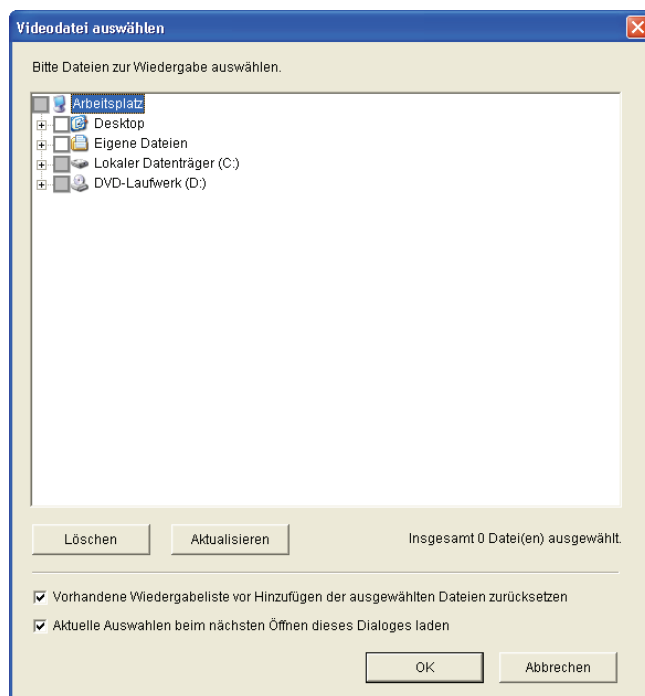 Videodatei auswählen
Bitte Dateien zur Wiedergabe auswählen.
Arbeitsplatz
Desktop
Eigene Dateien
Lokaler Datenträger (C:)
DVD-Laufwerk (D:)
Löschen Aktualisieren Insgesamt 0 Datei(en) ausgewählt.
Vorhandene Wiedergabeliste vor Hinzufügen der ausgewählten Dateien zurücksetzen
Aktuelle Auswahlen beim nächsten Öffnen dieses Dialoges laden
OK Abbrechen